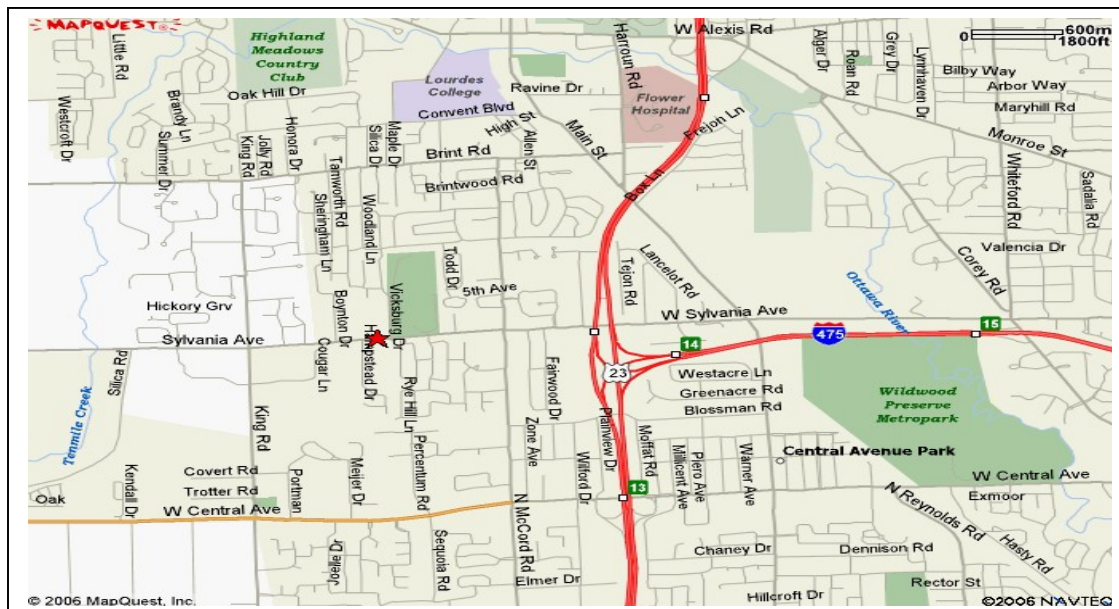 MAPQUEST
Little Rd
Highland
Meadows
Country
Club
Harroun Rd
W Alexis Rd
0
600m
1800ft
Alger Dr
Roan Rd
Grey Dr
Lynnhaven Dr
Bilby Way
Arbor Way
Maryhill Rd
Westcroft Dr
Brandy Ln
Oak Hill Dr
Lourdes
College
Convent Blvd
Ravine Dr
High St
Flower
Hospital
Frejon Ln
Summer Dr
Jolly Rd
King Rd
Honora Dr
Silica Dr
Maple Dr
Brint Rd
Allen St
Main St
Monroe St
Whiteford Rd
Sadalia Rd
Tamworth Rd
Sheringham Ln
Woodland Ln
Brintwood Rd
Box Ln
Valencia Dr
Corey Rd
Todd Dr
5th Ave
Tejon Rd
Lancelot Rd
Ottawa River
Hickory Grv
Boynton Dr
Vicksburg Dr
W Sylvania Ave
Sylvania Ave
Hampstead Dr
475
14
15
Silica Rd
Cougar Ln
Rye Hill Ln
Fairwood Dr
23
Westacre Ln
Greenacre Rd
Blossman Rd
Wildwood
Preserve
Metropark
Tenmile Creek
King Rd
Percentum Rd
Zone Ave
Plainview Dr
Wilford Dr
Moffat Rd
Millicent Ave
Piero Ave
Warner Ave
Central Avenue Park
Covert Rd
Trotter Rd
W Central Ave
Oak
Kendall Dr
Portman
Meijer Dr
N McCord Rd
13
W Central Ave
Exmoor
N Reynolds Rd
Hasty Rd
Joelle Dr
Sequoia Rd
Elmer Dr
Chaney Dr
Dennison Rd
Rector St
Hillcroft Dr
© 2006 MapQuest, Inc.
©2006 NAVTEQ